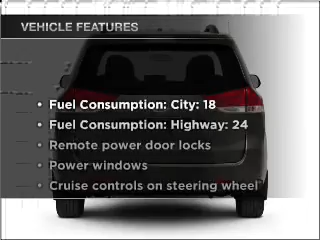 VEHICLE FEATURES
• Fuel Consumption: City: 18
• Fuel Consumption: Highway: 24
• Remote power door locks
• Power windows
• Cruise controls on steering wheel